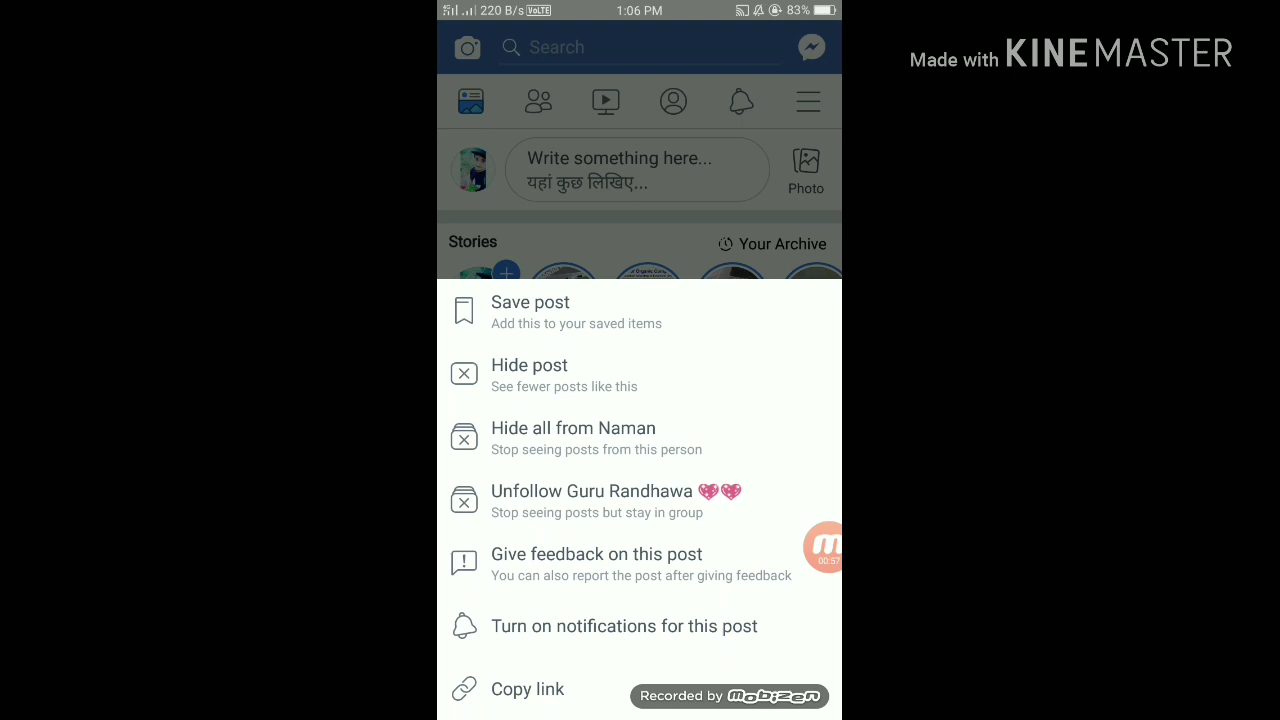 220 B/s VoLTE 1:06 PM 83%
Made with KINEMASTER
Search
Write something here...
यहां कुछ लिखिए...
Photo
Stories
Your Archive
Save post
Add this to your saved items
Hide post
See fewer posts like this
Hide all from Naman
Stop seeing posts from this person
Unfollow Guru Randhawa 💖💖
Stop seeing posts but stay in group
Give feedback on this post
You can also report the post after giving feedback
00:57
Turn on notifications for this post
Copy link
Recorded by mobizen